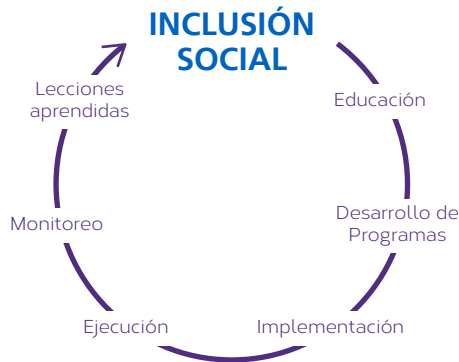 INCLUSIÓN
SOCIAL
Educación
Desarrollo de
Programas
Implementación
Ejecución
Monitoreo
Lecciones
aprendidas